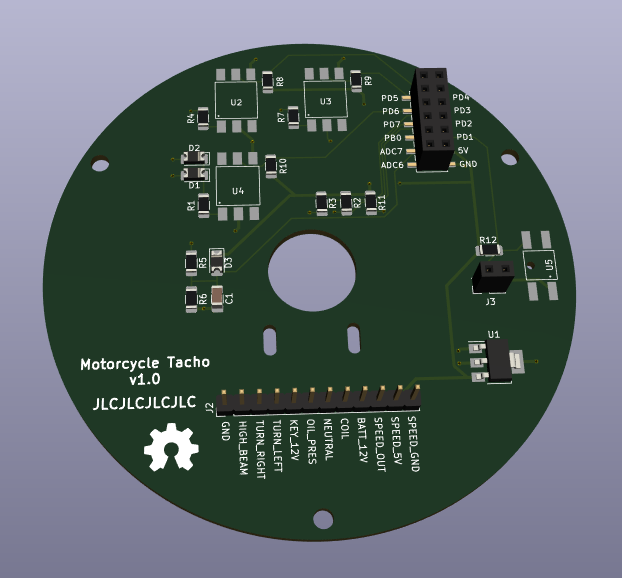 R8
R9
U2
U3
R4
R7
PD5
PD4
PD6
PD3
PD7
PD2
PB0
PD1
ADC7
5V
ADC6
GND
D2
D1
R10
U4
R1
R3
R2
R11
R12
U5
R5
D3
R6
C1
J3
U1
Motorcycle Tacho
v1.0
JLCJLCJLCJLC
J2
GND
HIGH_BEAM
TURN_RIGHT
TURN_LEFT
KEY_12V
OIL_PRES
NEUTRAL
COIL
BATT_12V
SPEED_OUT
SPEED_5V
SPEED_GND